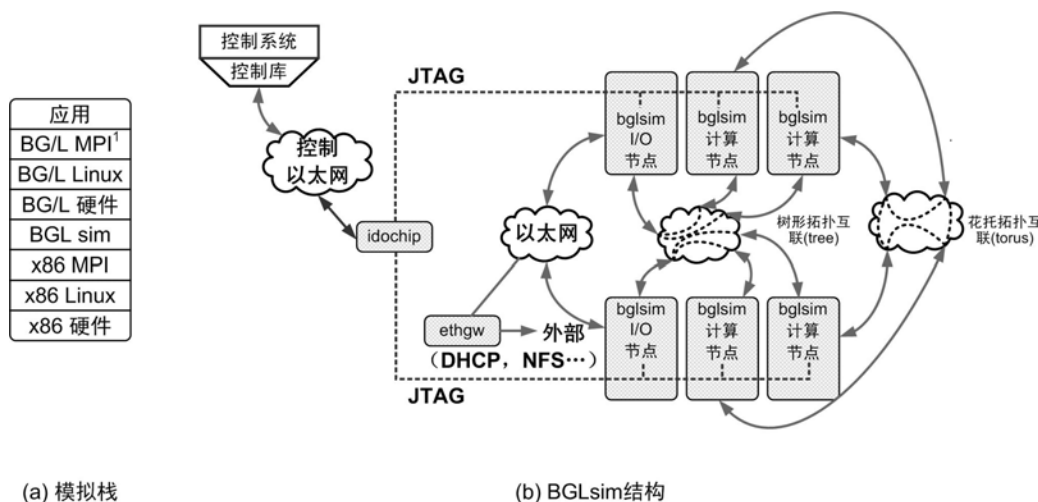 应用
BG/L MPI¹
BG/L Linux
BG/L 硬件
BGL sim
x86 MPI
x86 Linux
x86 硬件
(a) 模拟栈
控制系统
控制库
控制
以太网
idochip
JTAG
JTAG
以太网
ethgw
外部
（DHCP，NFS…）
bglsim
I/O
节点
bglsim
计算
节点
bglsim
计算
节点
树形拓扑互
联(tree)
花托拓扑互
联(torus)
bglsim
I/O
节点
bglsim
计算
节点
bglsim
计算
节点
(b) BGLsim结构